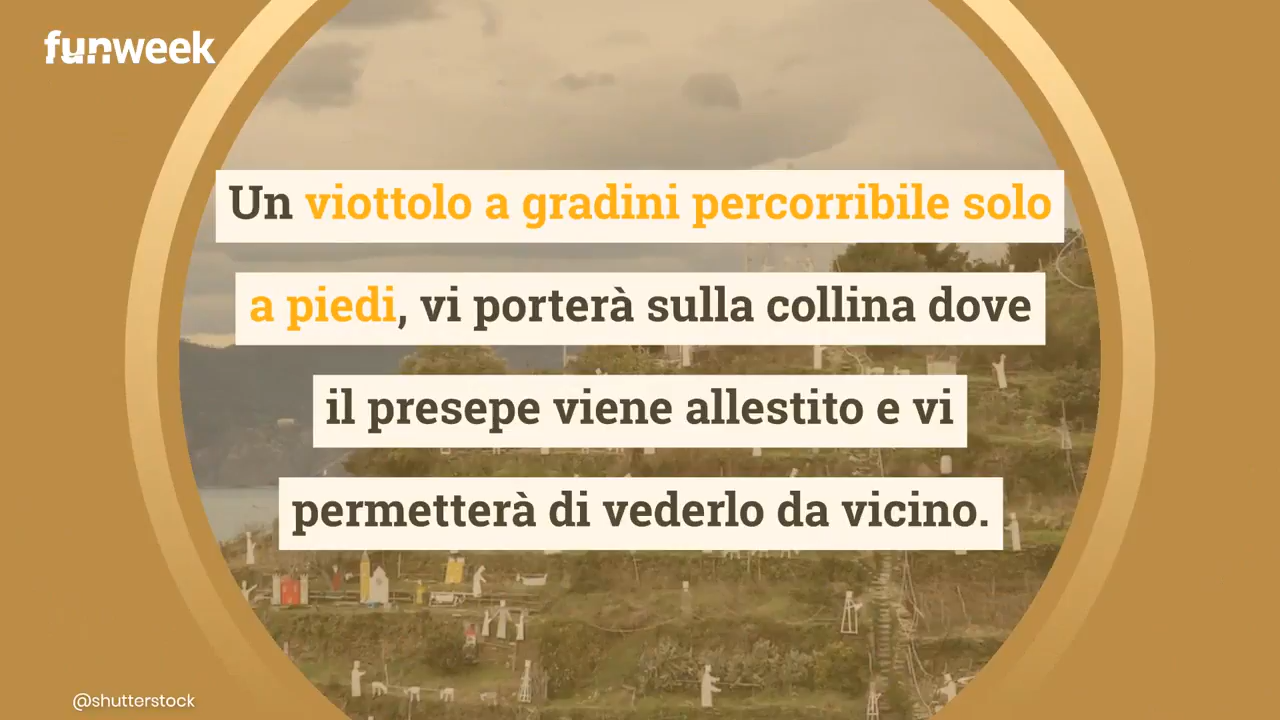 funweek
Un viottolo a gradini percorribile solo
a piedi, vi porterà sulla collina dove
il presepe viene allestito e vi
permetterà di vederlo da vicino.
@shutterstock